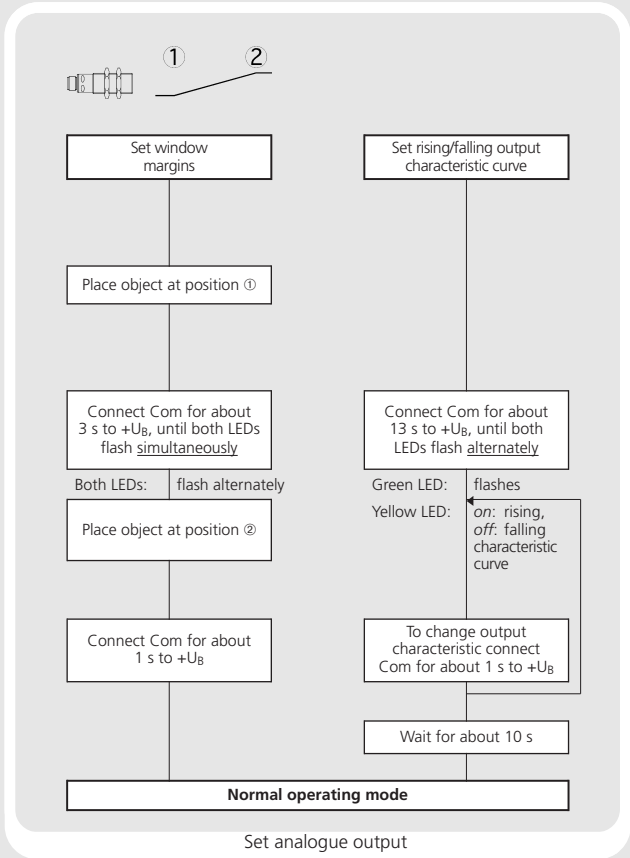 ① ②
Set window
margins
Place object at position ①
Connect Com for about
3 s to +UB, until both LEDs
flash simultaneously
Both LEDs: flash alternately
Place object at position ②
Connect Com for about
1 s to +UB
Set rising/falling output
characteristic curve
Connect Com for about
13 s to +UB, until both
LEDs flash alternately
Green LED: flashes
Yellow LED: on: rising,
off: falling
characteristic
curve
To change output
characteristic connect
Com for about 1 s to +UB
Wait for about 10 s
Normal operating mode
Set analogue output